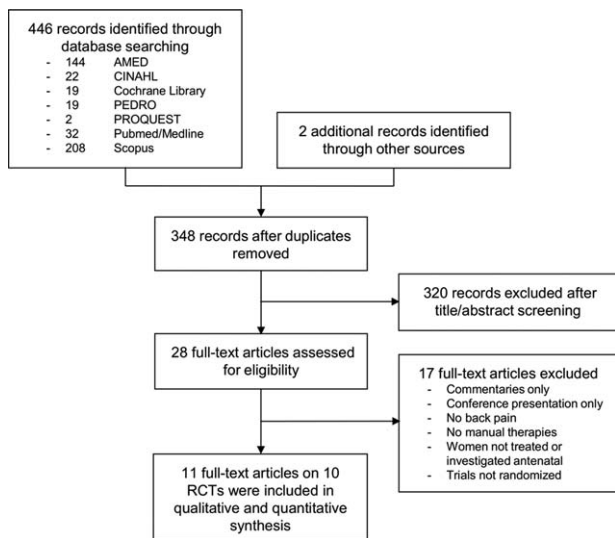 446 records identified through
database searching
- 144 AMED
- 22 CINAHL
- 19 Cochrane Library
- 19 PEDRO
- 2 PROQUEST
- 32 Pubmed/Medline
- 208 Scopus
2 additional records identified
through other sources
348 records after duplicates
removed
320 records excluded after
title/abstract screening
28 full-text articles assessed
for eligibility
17 full-text articles excluded
- Commentaries only
- Conference presentation only
- No back pain
- No manual therapies
- Women not treated or
investigated antenatal
- Trials not randomized
11 full-text articles on 10
RCTs were included in
qualitative and quantitative
synthesis